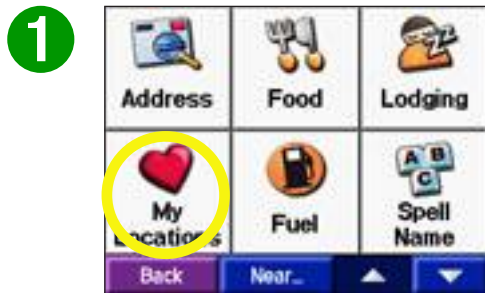 1
Address Food Lodging
A B
C
My Locations Fuel Spell Name
Back Near...